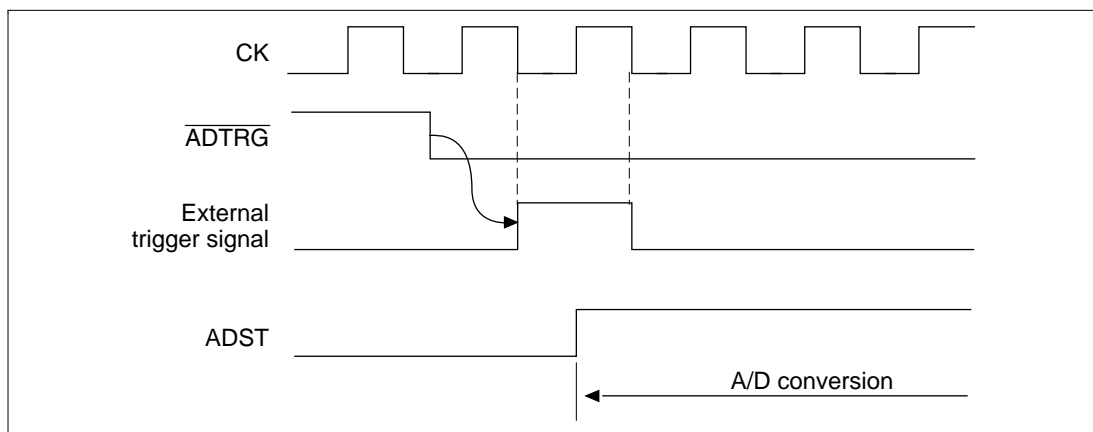 CK
ADTRG
External
trigger signal
ADST
A/D conversion